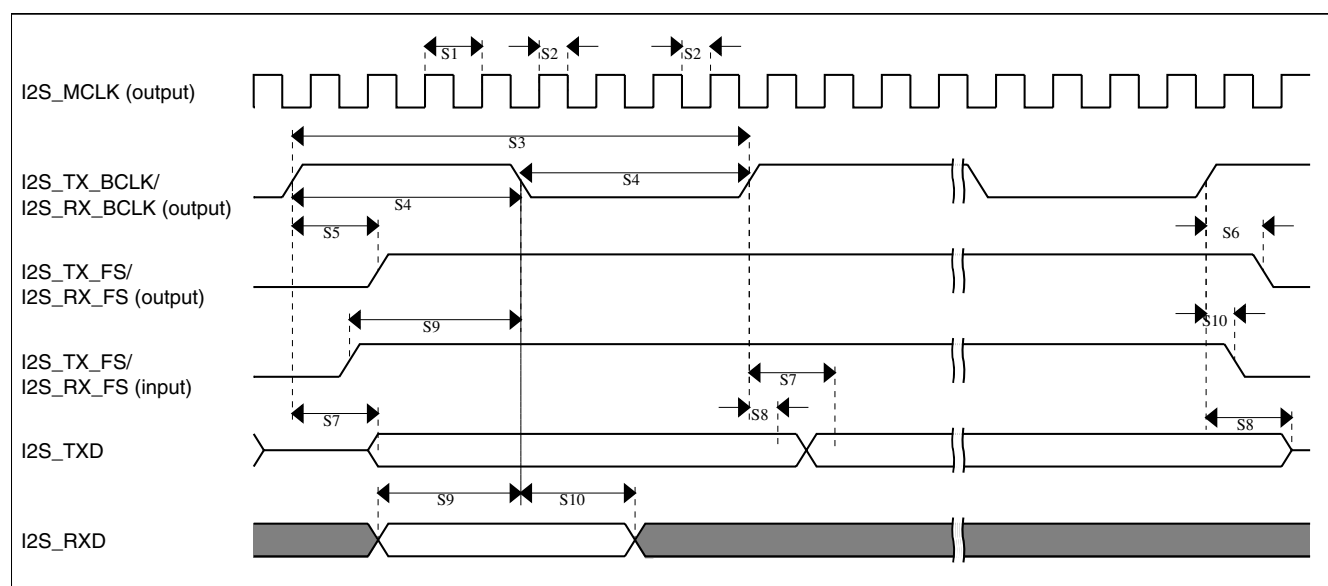 S1
S2
S2
I2S_MCLK (output)
S3
I2S_TX_BCLK/
I2S_RX_BCLK (output)
S4
S4
S5
S6
I2S_TX_FS/
I2S_RX_FS (output)
S9
S10
I2S_TX_FS/
I2S_RX_FS (input)
S7
S7
S8
S8
I2S_TXD
S9
S10
I2S_RXD